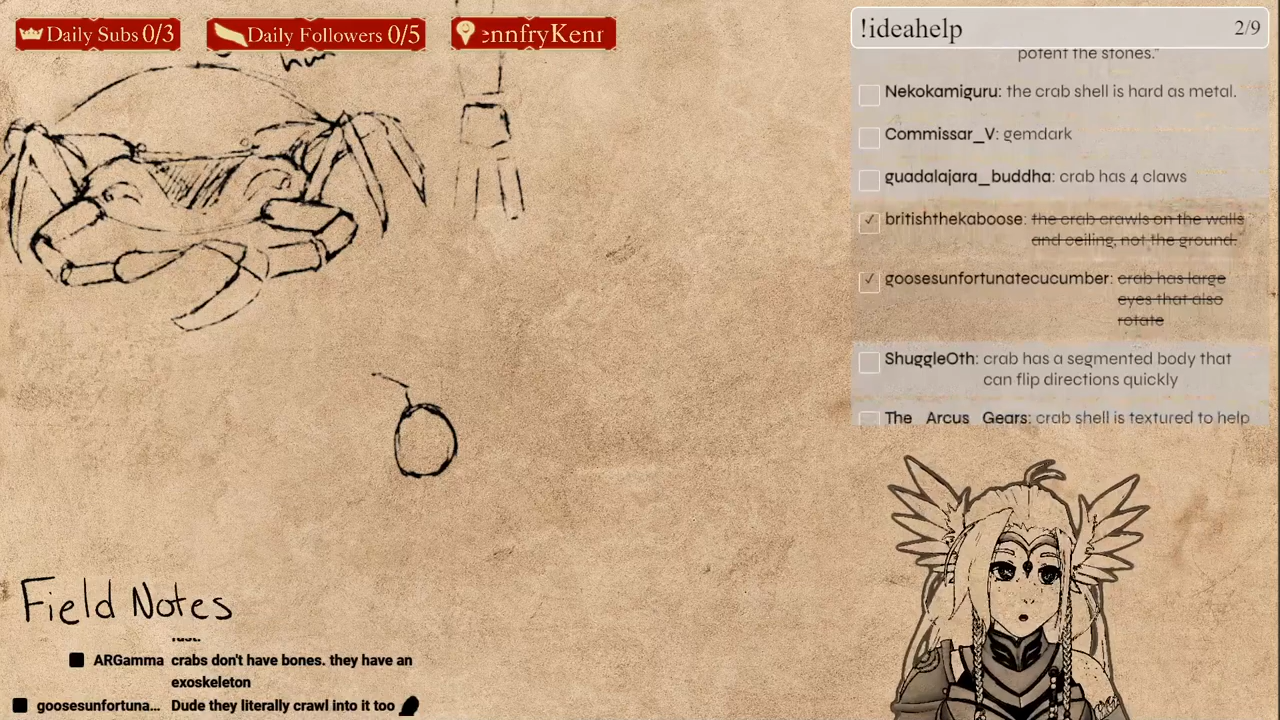 Daily Subs 0/3
Daily Followers 0/5
nnfryKenr
!ideahelp
2/9
potent the stones."
Nekokamiguru: the crab shell is hard as metal.
Commissar_V: gemdark
guadalajara_buddha: crab has 4 claws
britishthekaboose: the crab crawls on the walls
and ceiling, not the ground.
goosesunfortunatecucumber: crab has large
eyes that also
rotate
ShuggleOth: crab has a segmented body that
can flip directions quickly
The_Arcus_Gears: crab shell is textured to help
Field Notes
ARGamma crabs don't have bones. they have an
exoskeleton
goosesunfortuna... Dude they literally crawl into it too